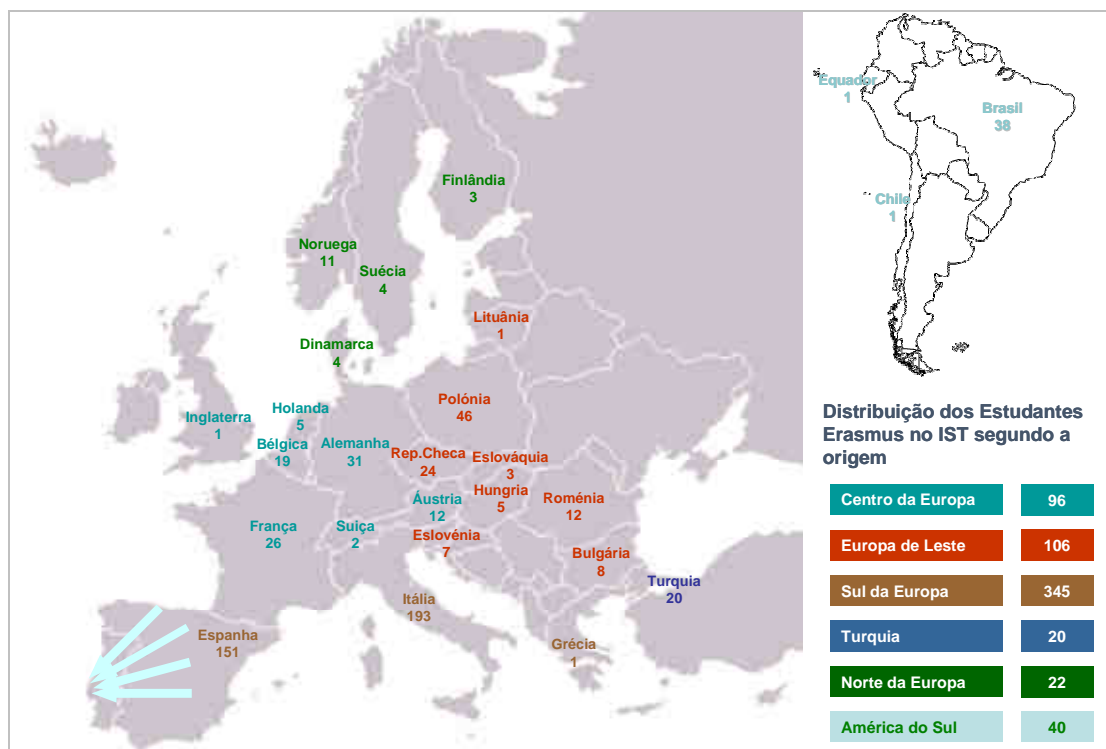 Equador
1
Brasil
38
Chile
1
Finlândia
3
Noruega
11
Suécia
4
Lituânia
1
Dinamarca
4
Polónia
46
Inglaterra
1
Holanda
5
Bélgica
19
Alemanha
31
Rep.Checa
24
Eslováquia
3
Hungria
5
Áustria
12
Roménia
12
França
26
Suiça
2
Eslovénia
7
Bulgária
8
Turquia
20
Itália
193
Espanha
151
Grécia
1
Distribuição dos Estudantes
Erasmus no IST segundo a
origem
Centro da Europa 96
Europa de Leste 106
Sul da Europa 345
Turquia 20
Norte da Europa 22
América do Sul 40